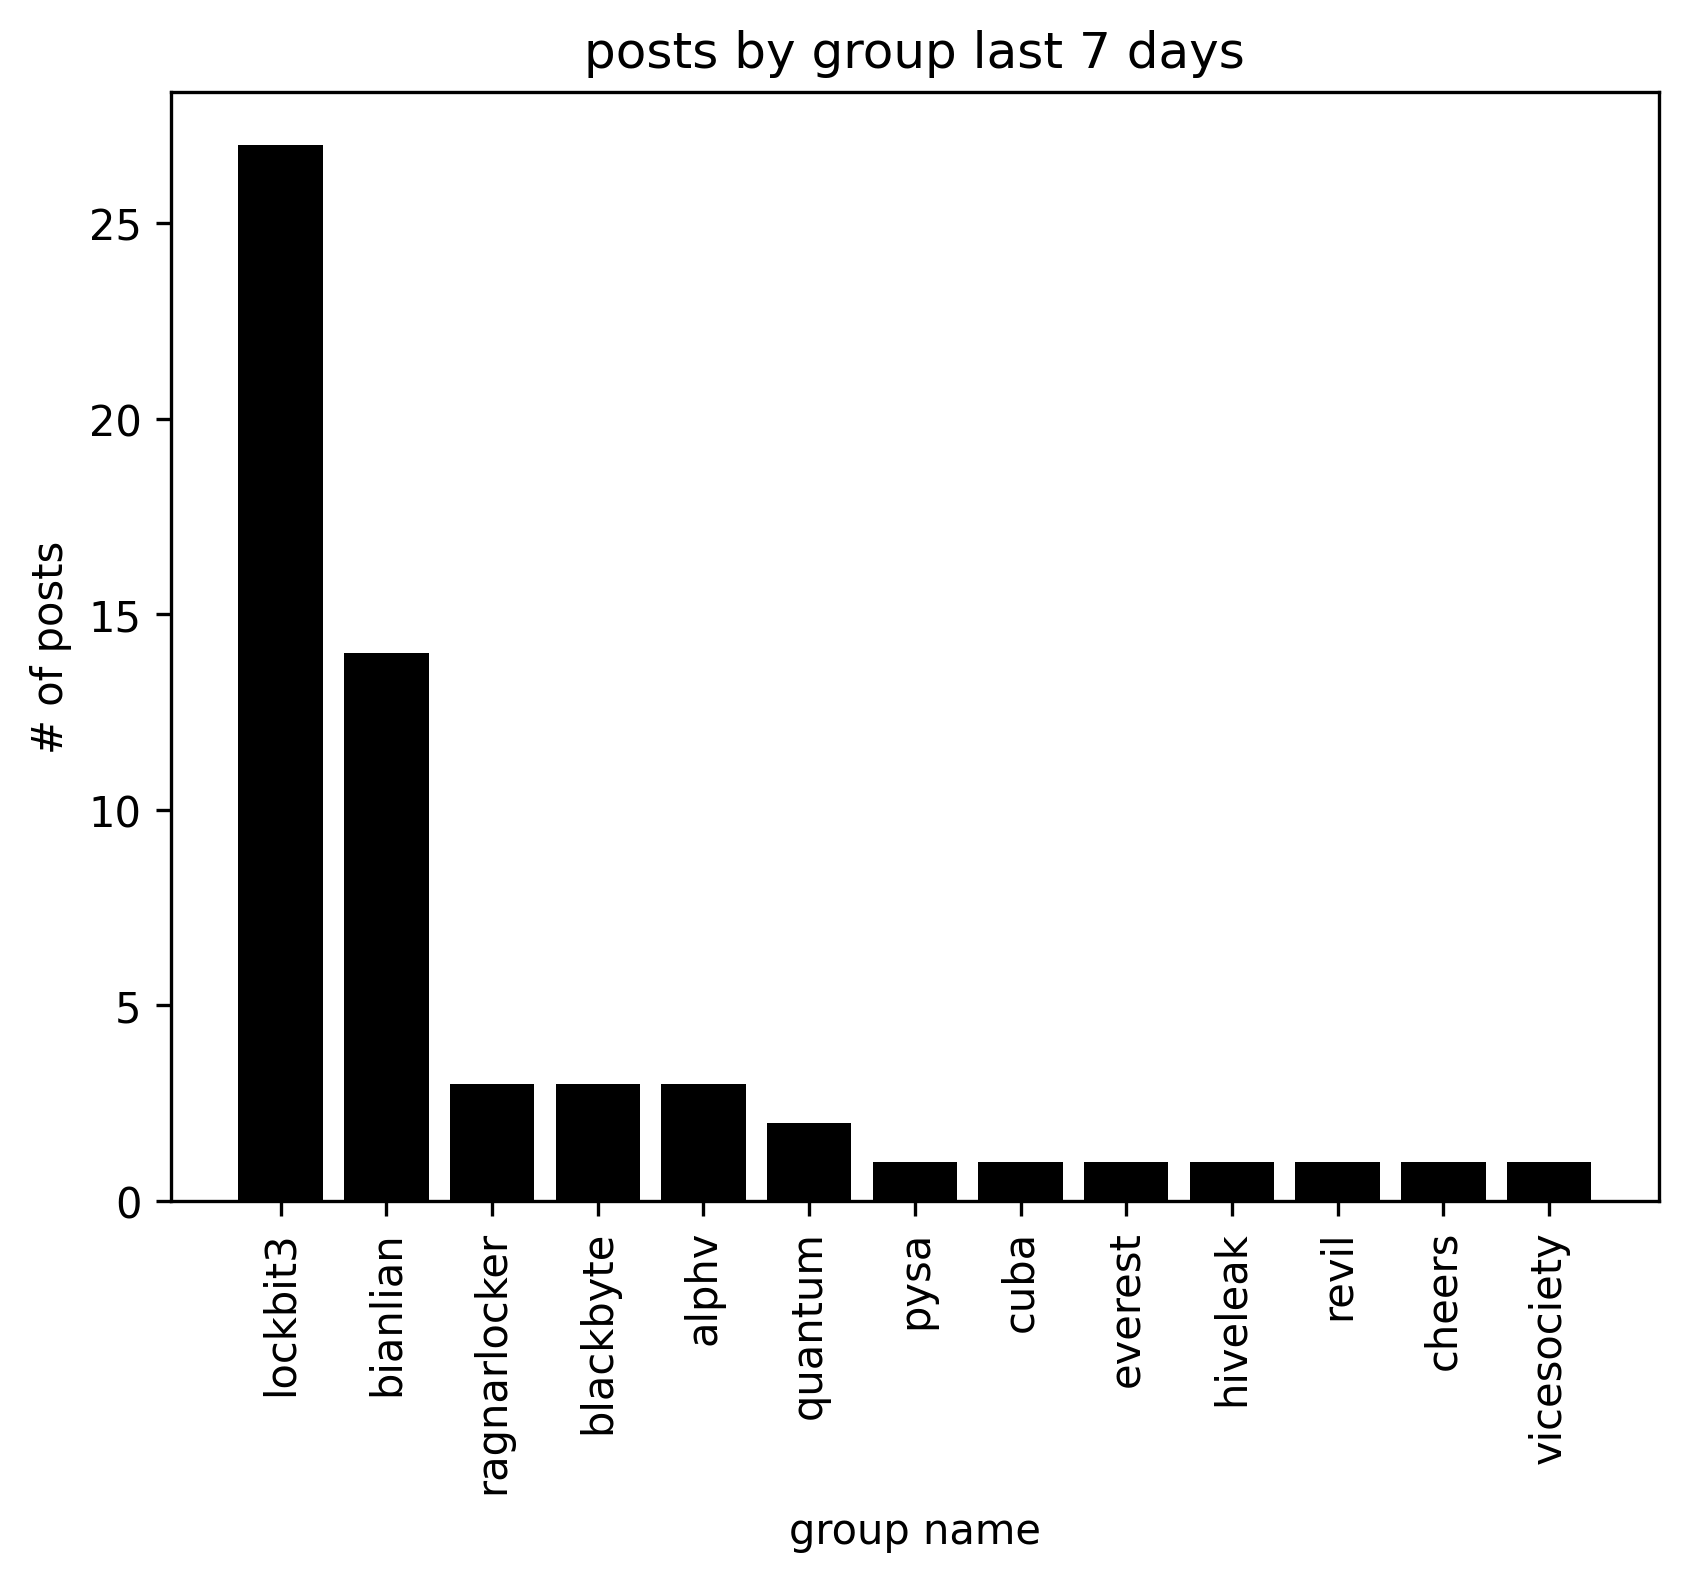 posts by group last 7 days
# of posts
25
20
15
10
5
0
lockbit3
bianlian
ragnarlocker
blackbyte
alphv
quantum
pysa
cuba
everest
hiveleak
revil
cheers
vicesociety
group name